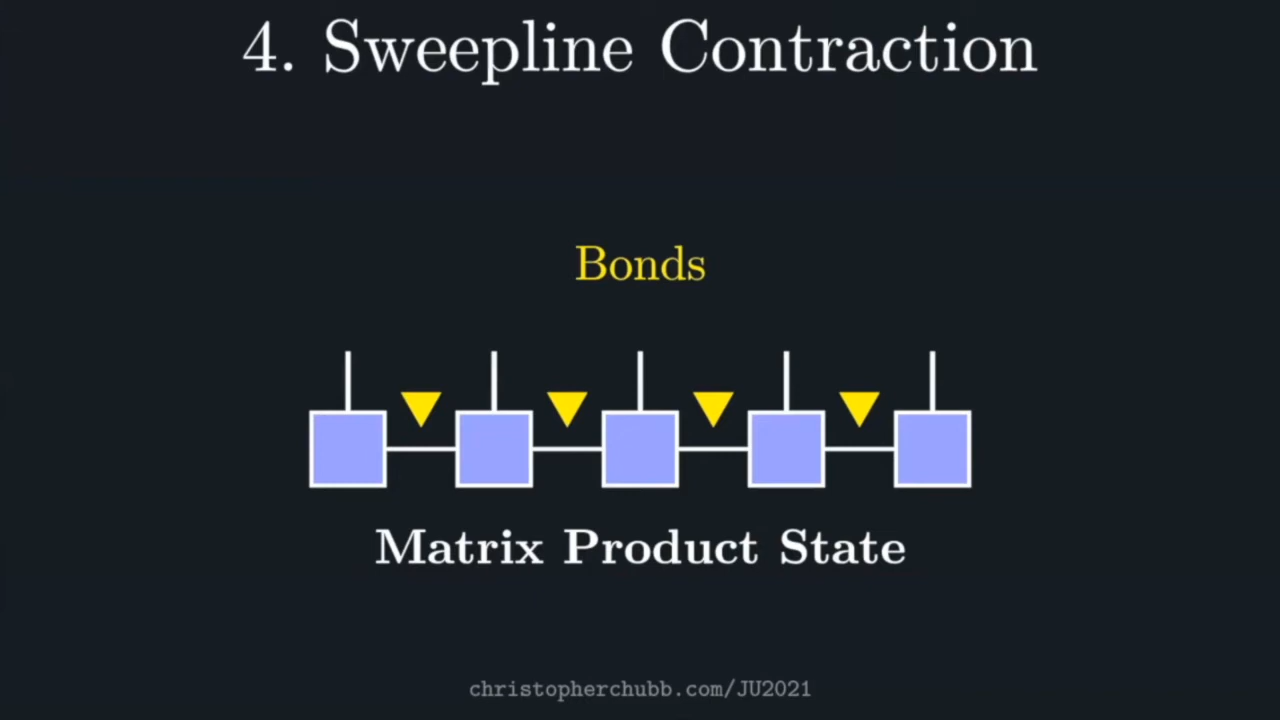 4. Sweepline Contraction
Bonds
Matrix Product State
christopherchubb.com/JU2021